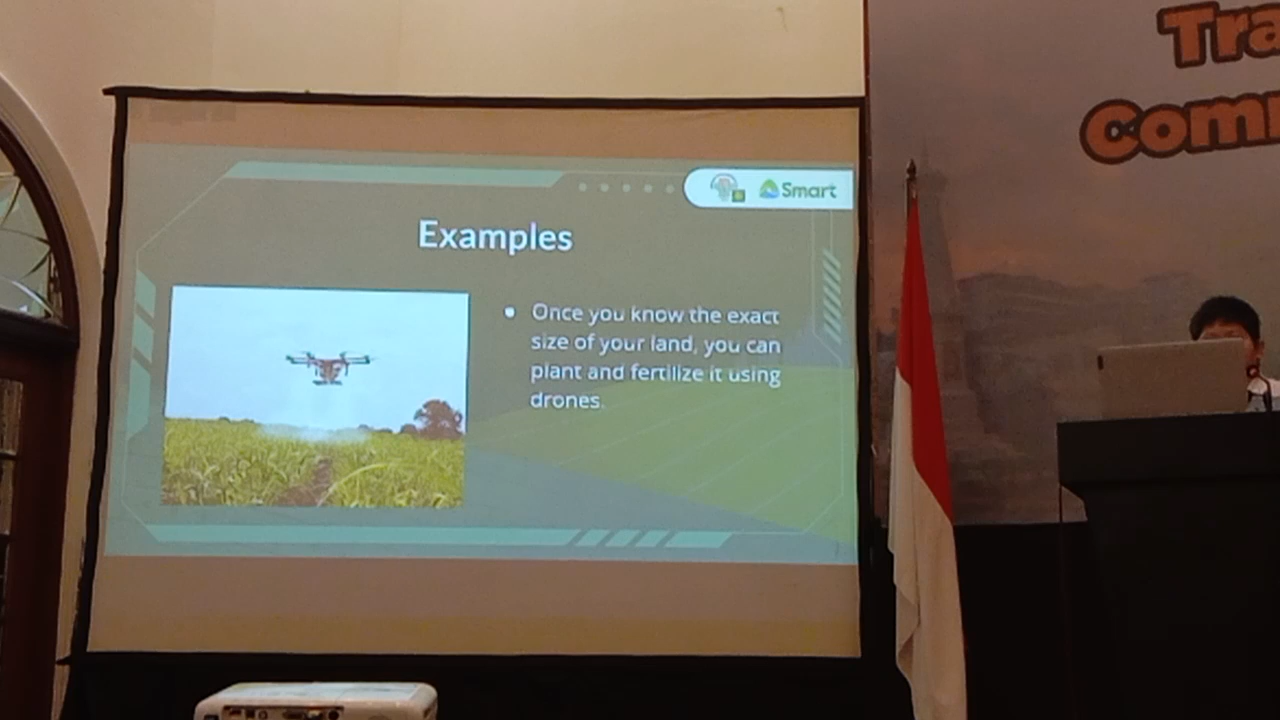 Tra
Com
Smart
Examples
• Once you know the exact
size of your land, you can
plant and fertilize it using
drones.